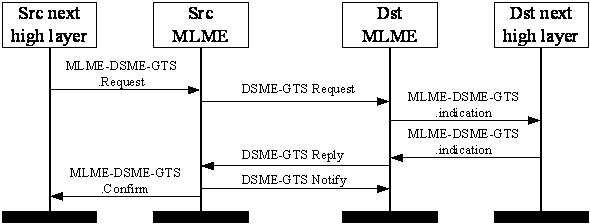 Src next
high layer
Src
MLME
Dst
MLME
Dst next
high layer
MLME-DSME-GTS
.Request
DSME-GTS Request
MLME-DSME-GTS
.indication
MLME-DSME-GTS
.indication
DSME-GTS Reply
MLME-DSME-GTS
.Confirm
DSME-GTS Notify